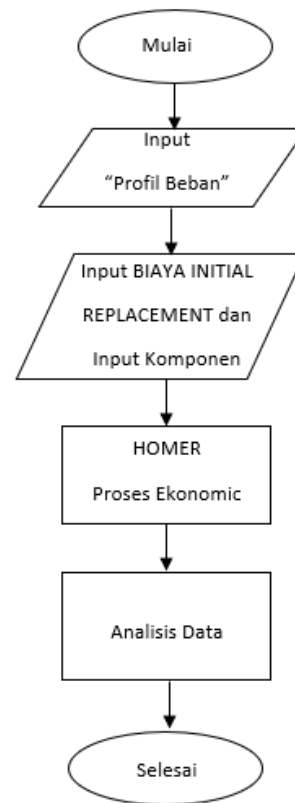 Mulai
Input
“Profil Beban”
Input BIAYA INITIAL
REPLACEMENT dan
Input Komponen
HOMER
Proses Ekonomic
Analisis Data
Selesai